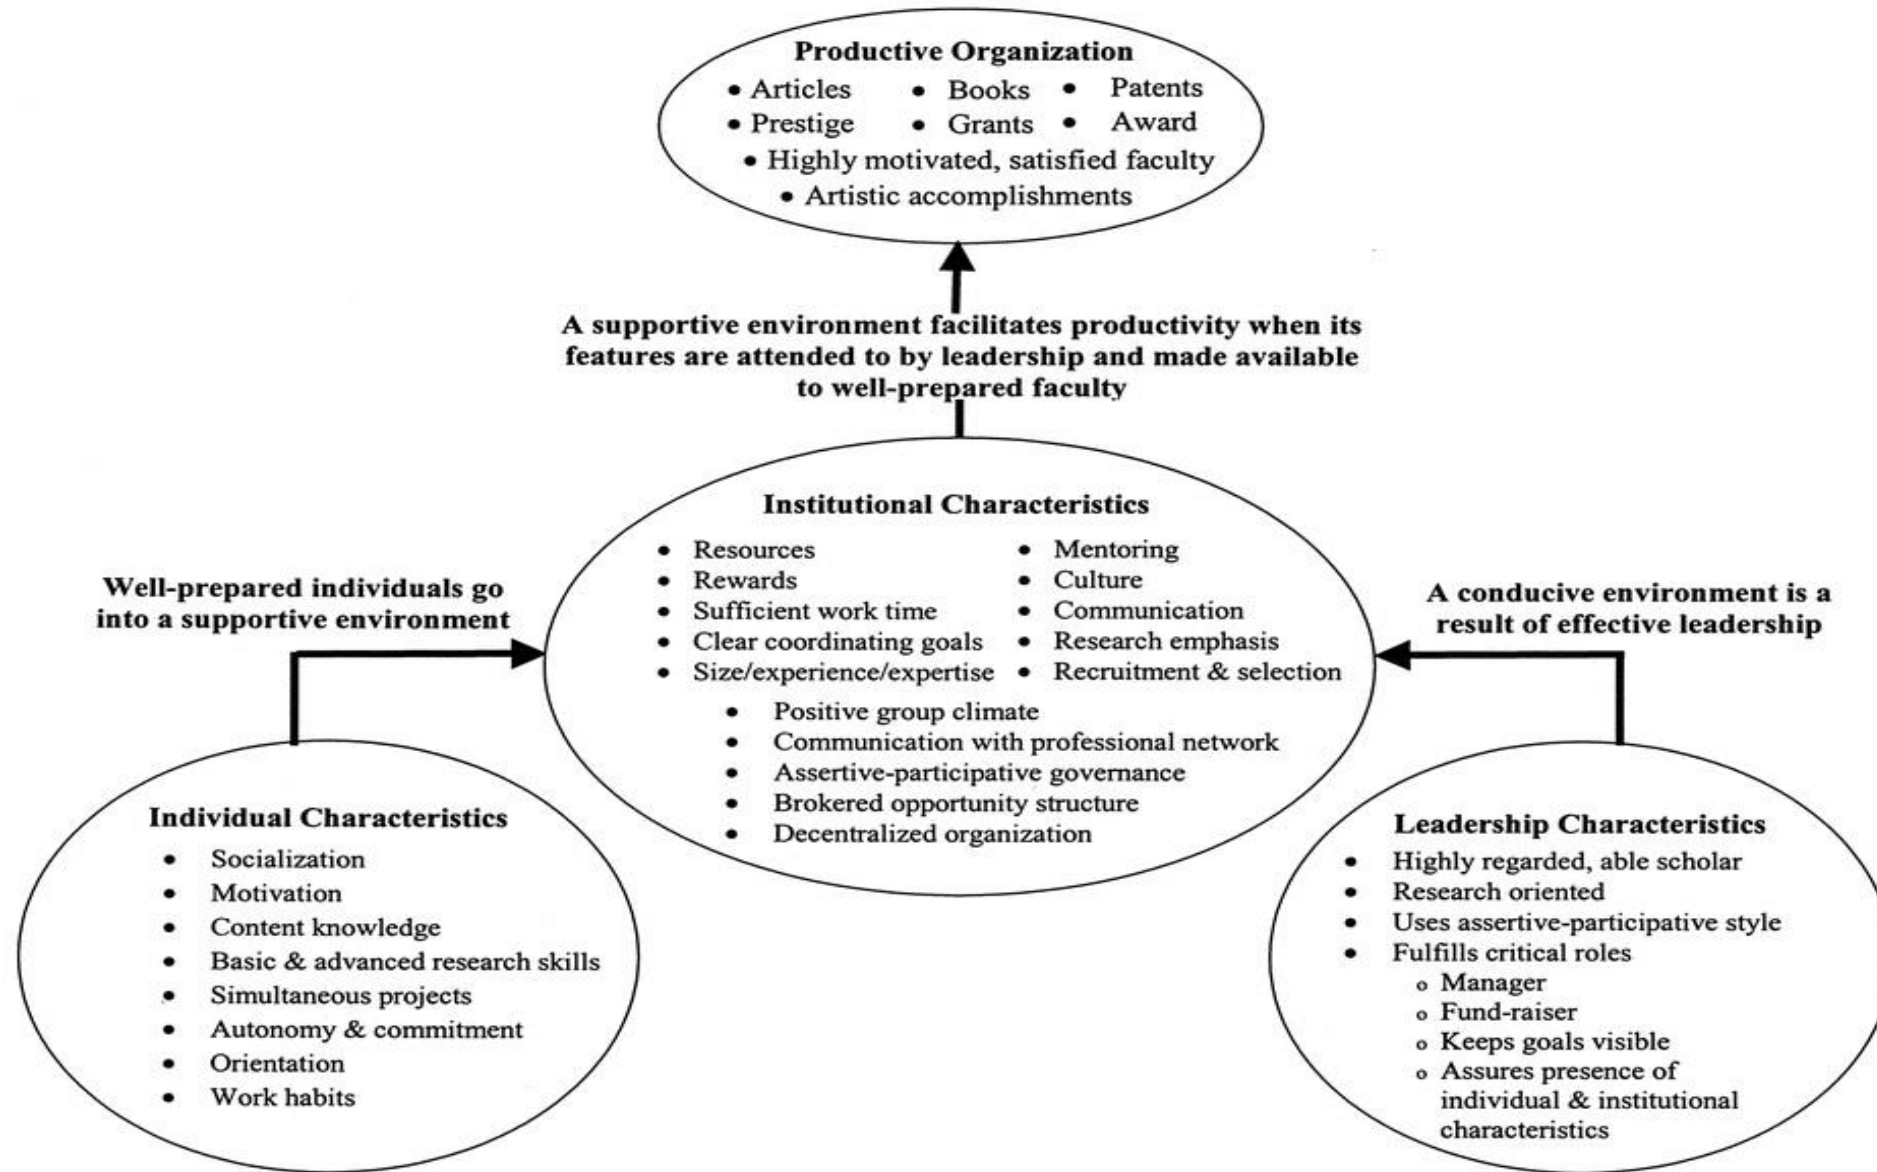 Productive Organization
• Articles • Books • Patents
• Prestige • Grants • Award
• Highly motivated, satisfied faculty
• Artistic accomplishments
A supportive environment facilitates productivity when its
features are attended to by leadership and made available
to well-prepared faculty
Well-prepared individuals go
into a supportive environment
Institutional Characteristics
• Resources • Mentoring
• Rewards • Culture
• Sufficient work time • Communication
• Clear coordinating goals • Research emphasis
• Size/experience/expertise • Recruitment & selection
• Positive group climate
• Communication with professional network
• Assertive-participative governance
• Brokered opportunity structure
• Decentralized organization
A conducive environment is a
result of effective leadership
Individual Characteristics
• Socialization
• Motivation
• Content knowledge
• Basic & advanced research skills
• Simultaneous projects
• Autonomy & commitment
• Orientation
• Work habits
Leadership Characteristics
• Highly regarded, able scholar
• Research oriented
• Uses assertive-participative style
• Fulfills critical roles
o Manager
o Fund-raiser
o Keeps goals visible
o Assures presence of
individual & institutional
characteristics